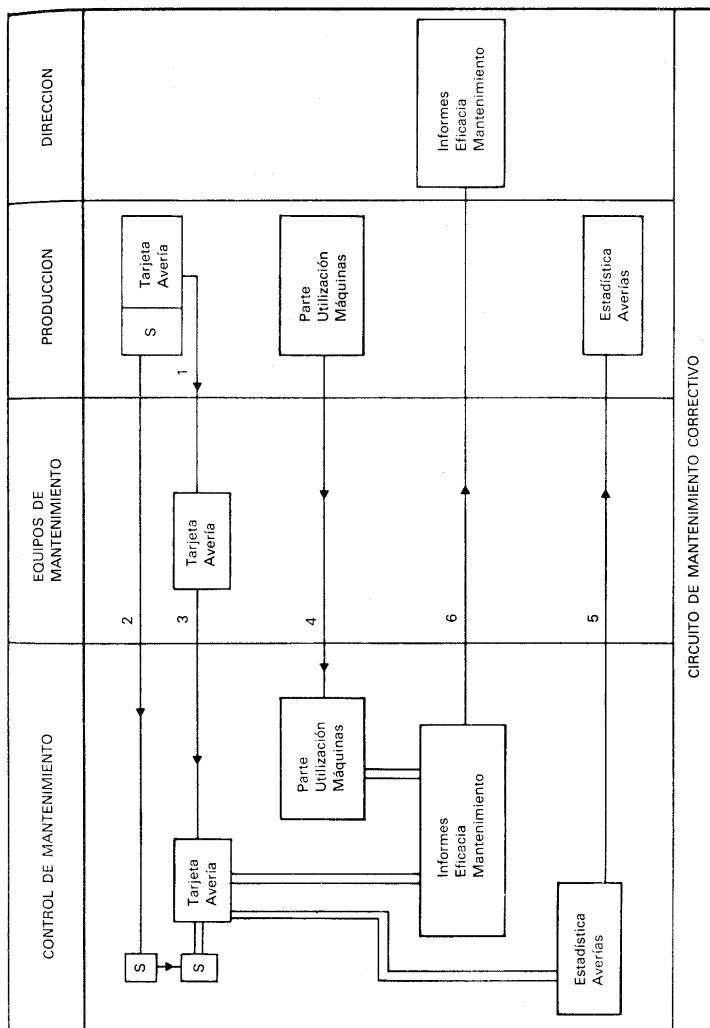 CONTROL DE MANTENIMIENTO
EQUIPOS DE
MANTENIMIENTO
PRODUCCION
DIRECCION
S
2
S
Tarjeta
Avería
S
Tarjeta
Avería
3
Tarjeta
Avería
1
Parte
Utilización
Máquinas
4
Parte
Utilización
Máquinas
Informes
Eficacia
Mantenimiento
6
Informes
Eficacia
Mantenimiento
Estadística
Averías
5
Estadística
Averías
CIRCUITO DE MANTENIMIENTO CORRECTIVO